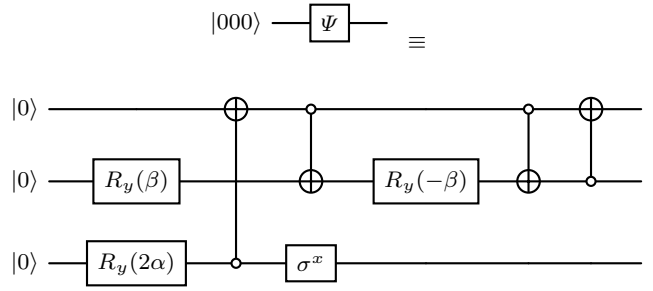 |000⟩ Ψ ≡
|0⟩
|0⟩ R_y(β) R_y(−β)
|0⟩ R_y(2α) σ^x